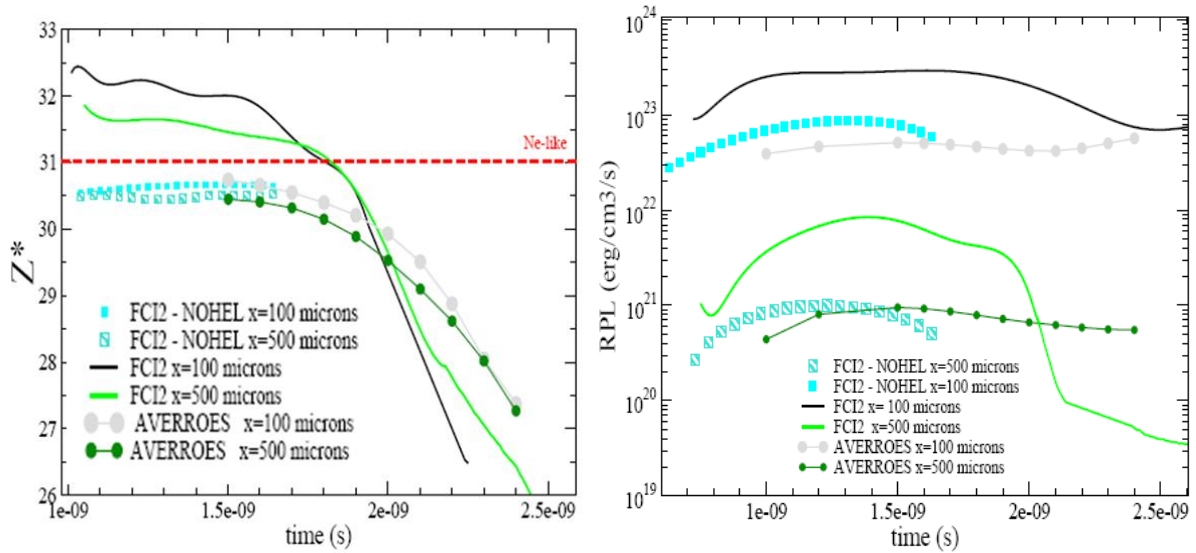 33
32
31
30
29
28
27
26
Z*
Ne-like
FCI2 - NOHEL x=100 microns
FCI2 - NOHEL x=500 microns
FCI2 x=100 microns
FCI2 x=500 microns
AVERROES x=100 microns
AVERROES x=500 microns
1e-09 1.5e-09 2e-09 2.5e-09
time (s)
10^24
10^23
10^22
10^21
10^20
10^19
RPL (erg/cm3/s)
FCI2 - NOHEL x=500 microns
FCI2 - NOHEL x=100 microns
FCI2 x= 100 microns
FCI2 x=500 microns
AVERROES x=100 microns
AVERROES x=500 microns
1e-09 1.5e-09 2e-09 2.5e-09
time (s)